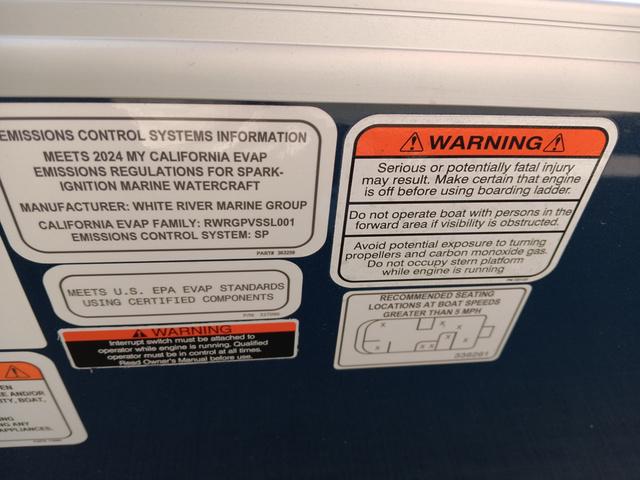 EMISSIONS CONTROL SYSTEMS INFORMATION
MEETS 2024 MY CALIFORNIA EVAP
EMISSIONS REGULATIONS FOR SPARK-
IGNITION MARINE WATERCRAFT
MANUFACTURER: WHITE RIVER MARINE GROUP
CALIFORNIA EVAP FAMILY: RWRGPVSSL001
EMISSIONS CONTROL SYSTEM: SP
MEETS U.S. EPA EVAP STANDARDS
USING CERTIFIED COMPONENTS
WARNING
Interrupt switch must be attached to
operator while engine is running. Qualified
operator must be in control at all times.
Read Owner's Manual before use.
WARNING
Serious or potentially fatal injury
may result. Make certain that engine
is off before using boarding ladder.
Do not operate boat with persons in the
forward area if visibility is obstructed.
Avoid potential exposure to turning
propellers and carbon monoxide gas.
Do not occupy stern platform
while engine is running
RECOMMENDED SEATING
LOCATIONS AT BOAT SPEEDS
GREATER THAN 5 MPH
AND/OR
BOAT,
APPLIANCES.